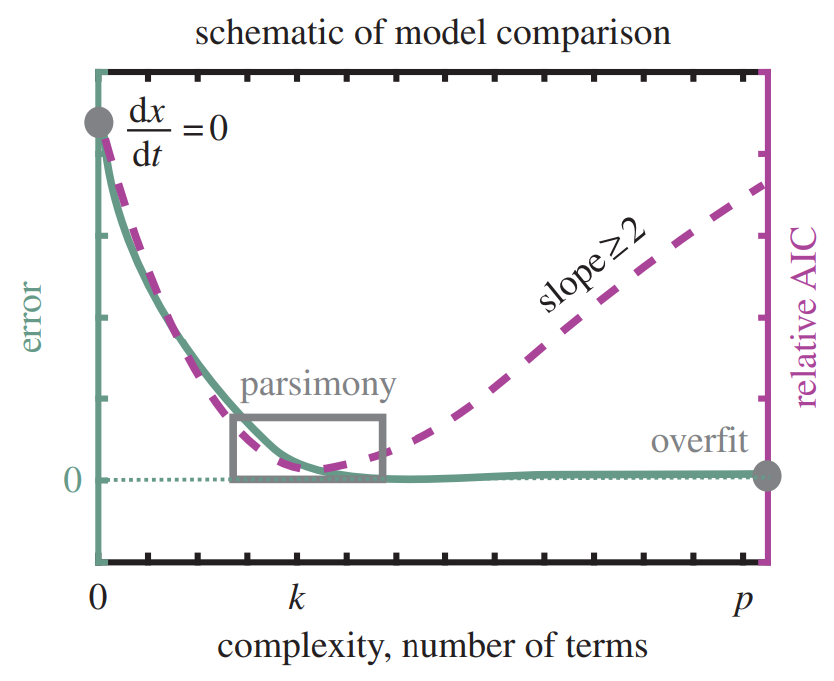 schematic of model comparison
dx
dt
=0
error
relative AIC
slope≥2
parsimony
overfit
0
0
k
p
complexity, number of terms